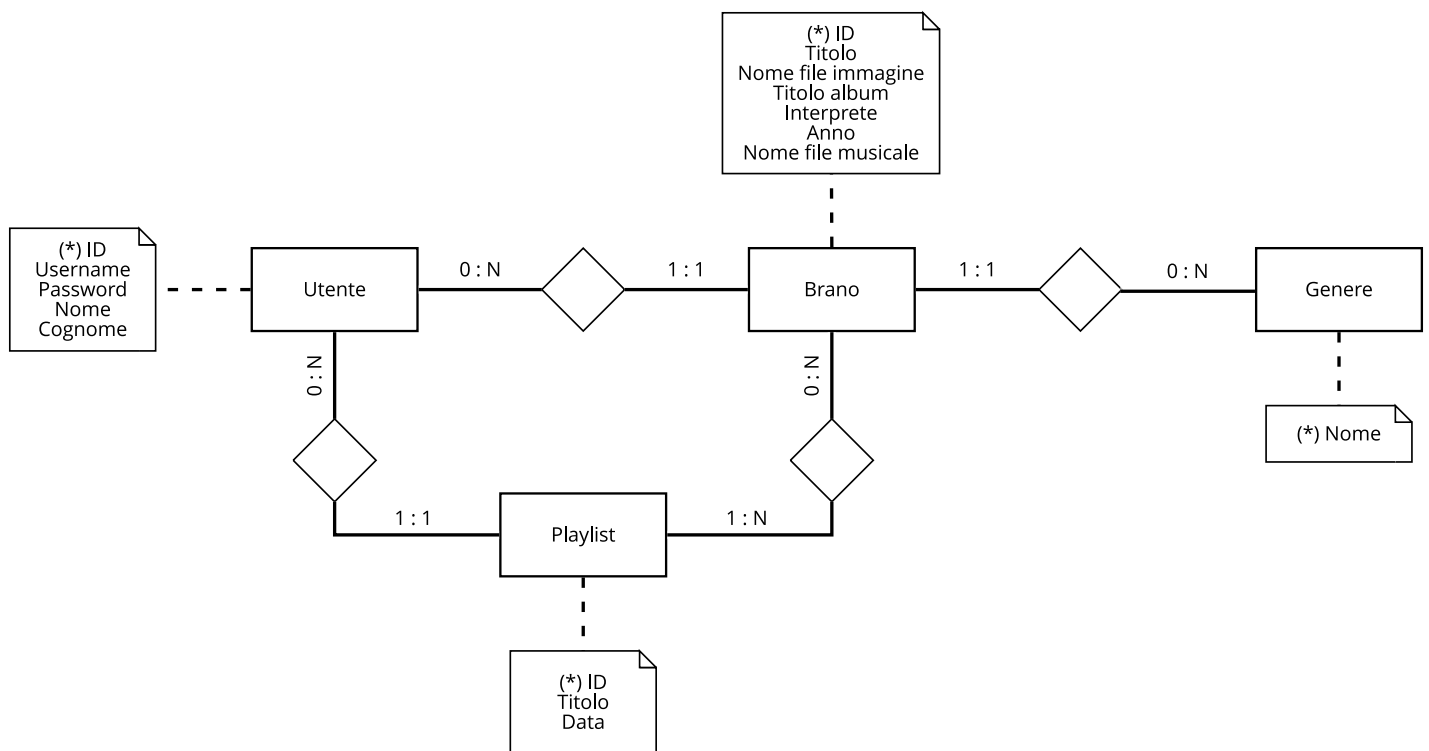 (*) ID
Titolo
Nome file immagine
Titolo album
Interprete
Anno
Nome file musicale
(*) ID
Username
Password
Nome
Cognome
Utente
0 : N
1 : 1
Brano
1 : 1
0 : N
Genere
0 : N
0 : N
(*) Nome
1 : 1
Playlist
1 : N
(*) ID
Titolo
Data